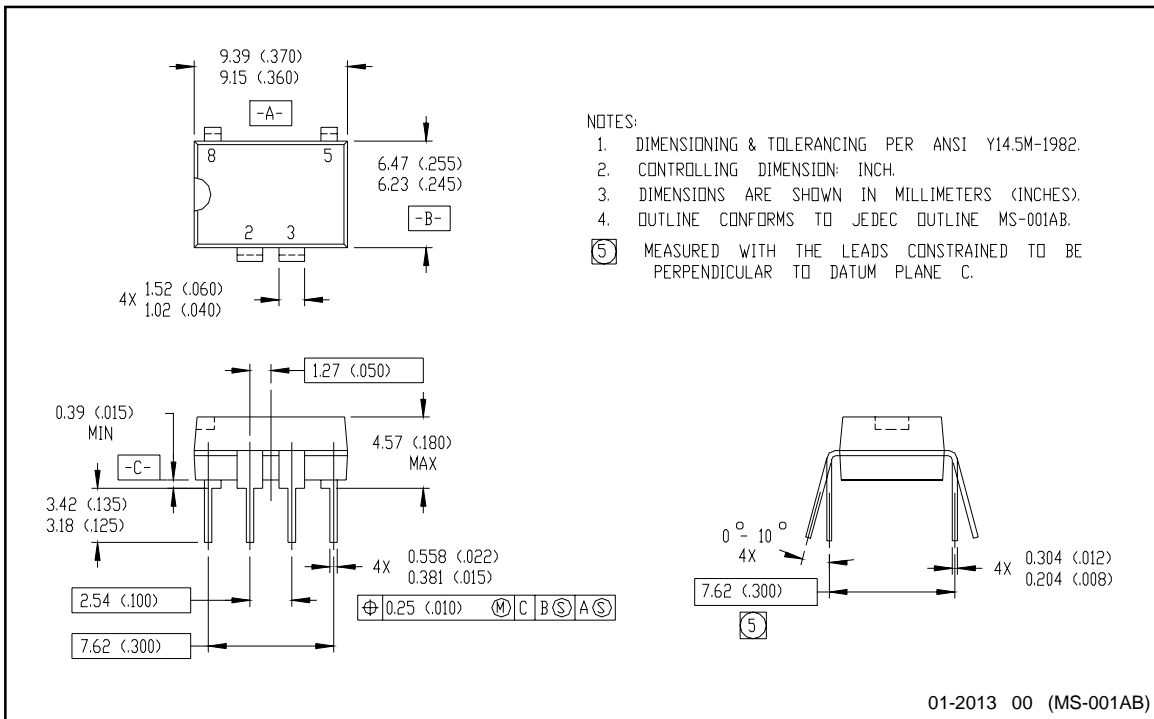 9.39 (.370)
9.15 (.360)
-A-
8
5
6.47 (.255)
6.23 (.245)
-B-
2
3
4X 1.52 (.060)
1.02 (.040)
NOTES:
1. DIMENSIONING & TOLERANCING PER ANSI Y14.5M-1982.
2. CONTROLLING DIMENSION: INCH.
3. DIMENSIONS ARE SHOWN IN MILLIMETERS (INCHES).
4. OUTLINE CONFORMS TO JEDEC OUTLINE MS-001AB.
5 MEASURED WITH THE LEADS CONSTRAINED TO BE
PERPENDICULAR TO DATUM PLANE C.
1.27 (.050)
0.39 (.015)
MIN
-C-
4.57 (.180)
MAX
3.42 (.135)
3.18 (.125)
4X 0.558 (.022)
0.381 (.015)
2.54 (.100)
⌖ 0.25 (.010) Ⓜ C B Ⓢ A Ⓢ
7.62 (.300)
0° - 10°
4X
7.62 (.300)
5
4X 0.304 (.012)
0.204 (.008)
01-2013 00 (MS-001AB)